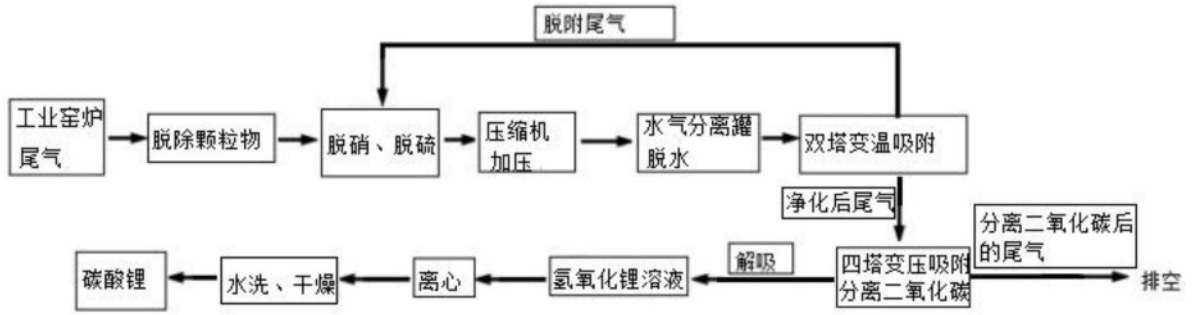 脱附尾气
工业窑炉
尾气
脱除颗粒物
脱硝、脱硫
压缩机
加压
水气分离罐
脱水
双塔变温吸附
净化后尾气
分离二氧化碳后
的尾气
碳酸锂
水洗、干燥
离心
氢氧化锂溶液
解吸
四塔变压吸附
分离二氧化碳
排空